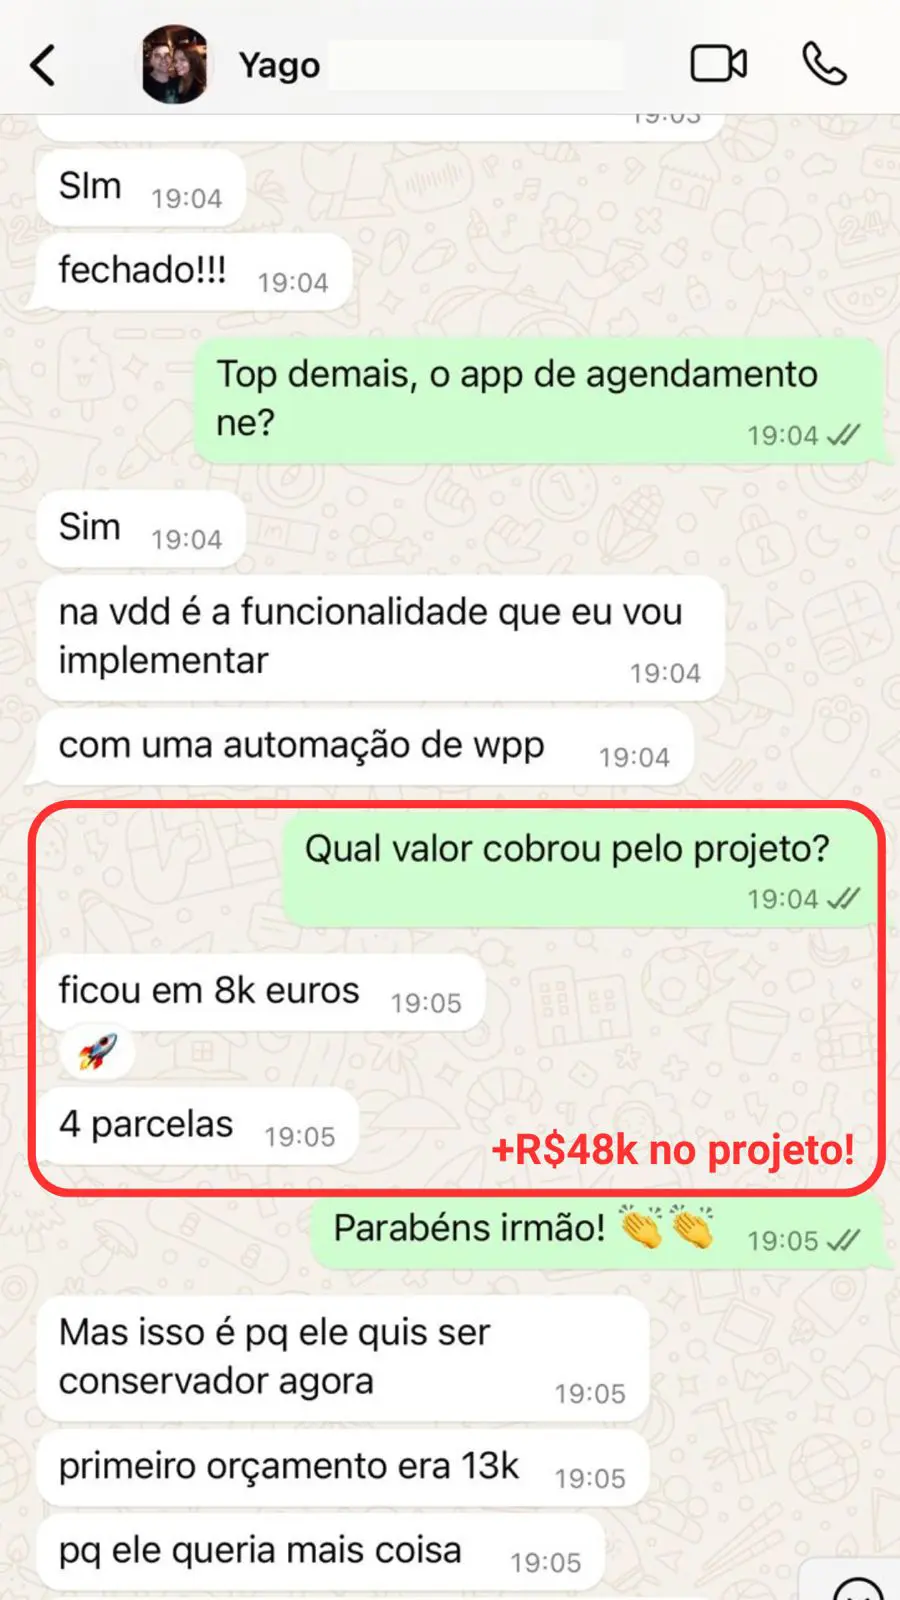 Yago
19:03
SIm 19:04
fechado!!! 19:04
Top demais, o app de agendamento
ne? 19:04
Sim 19:04
na vdd é a funcionalidade que eu vou
implementar 19:04
com uma automação de wpp 19:04
Qual valor cobrou pelo projeto?
19:04
ficou em 8k euros 19:05
🚀
4 parcelas 19:05
+R$48k no projeto!
Parabéns irmão! 👏👏 19:05
Mas isso é pq ele quis ser
conservador agora 19:05
primeiro orçamento era 13k 19:05
pq ele queria mais coisa 19:05